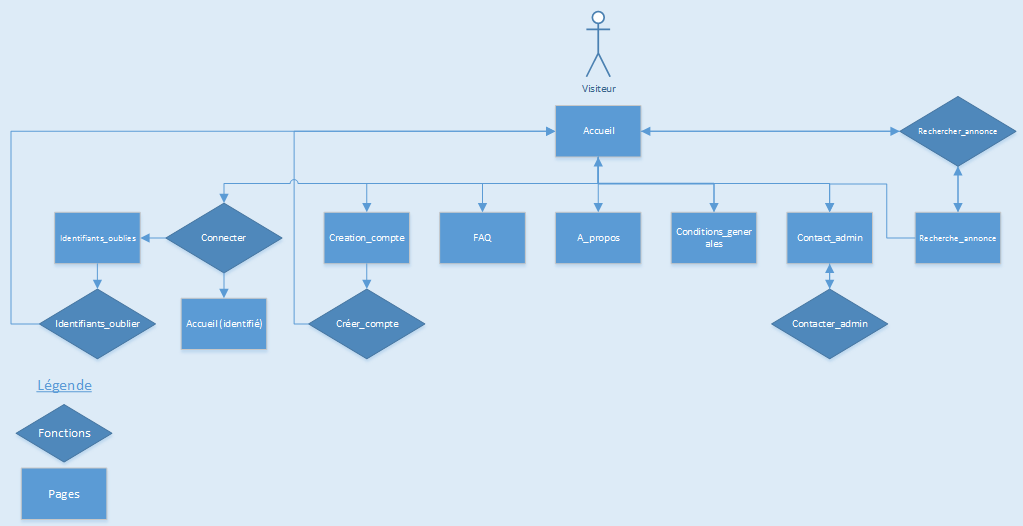 Visiteur
Accueil
Rechercher_annonce
Identifiants_oublies
Connecter
Creation_compte
FAQ
A_propos
Conditions_gener
ales
Contact_admin
Recherche_annonce
Identifiants_oublier
Accueil (identifié)
Créer_compte
Contacter_admin
Légende
Fonctions
Pages